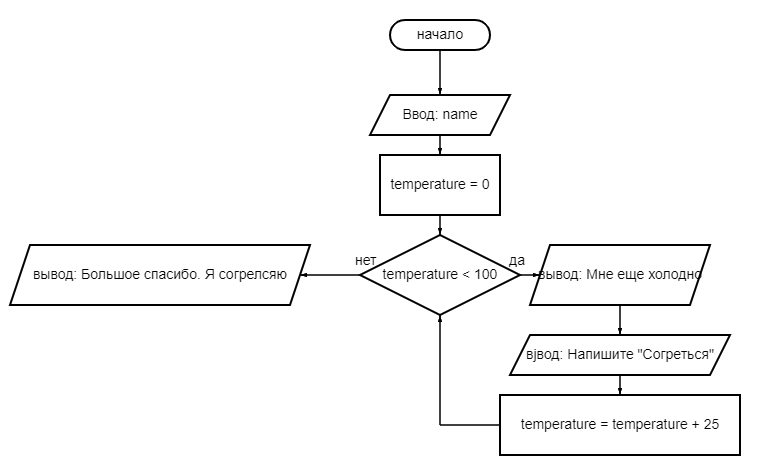 начало
Ввод: name
temperature = 0
нет
да
temperature < 100
вывод: Большое спасибо. Я согрелсяю
вывод: Мне еще холодно
вjвод: Напишите "Согреться"
temperature = temperature + 25